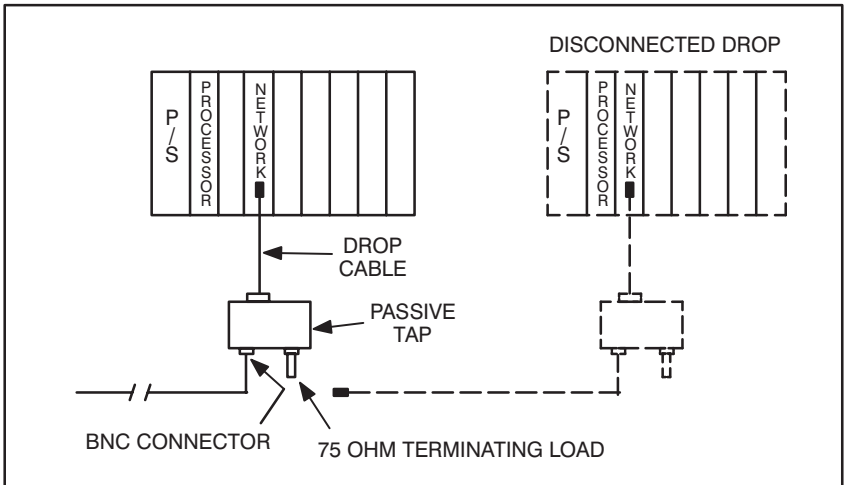 DISCONNECTED DROP
P/S
PROCESSOR
NETWORK
P/S
PROCESSOR
NETWORK
DROP
CABLE
PASSIVE
TAP
BNC CONNECTOR
75 OHM TERMINATING LOAD